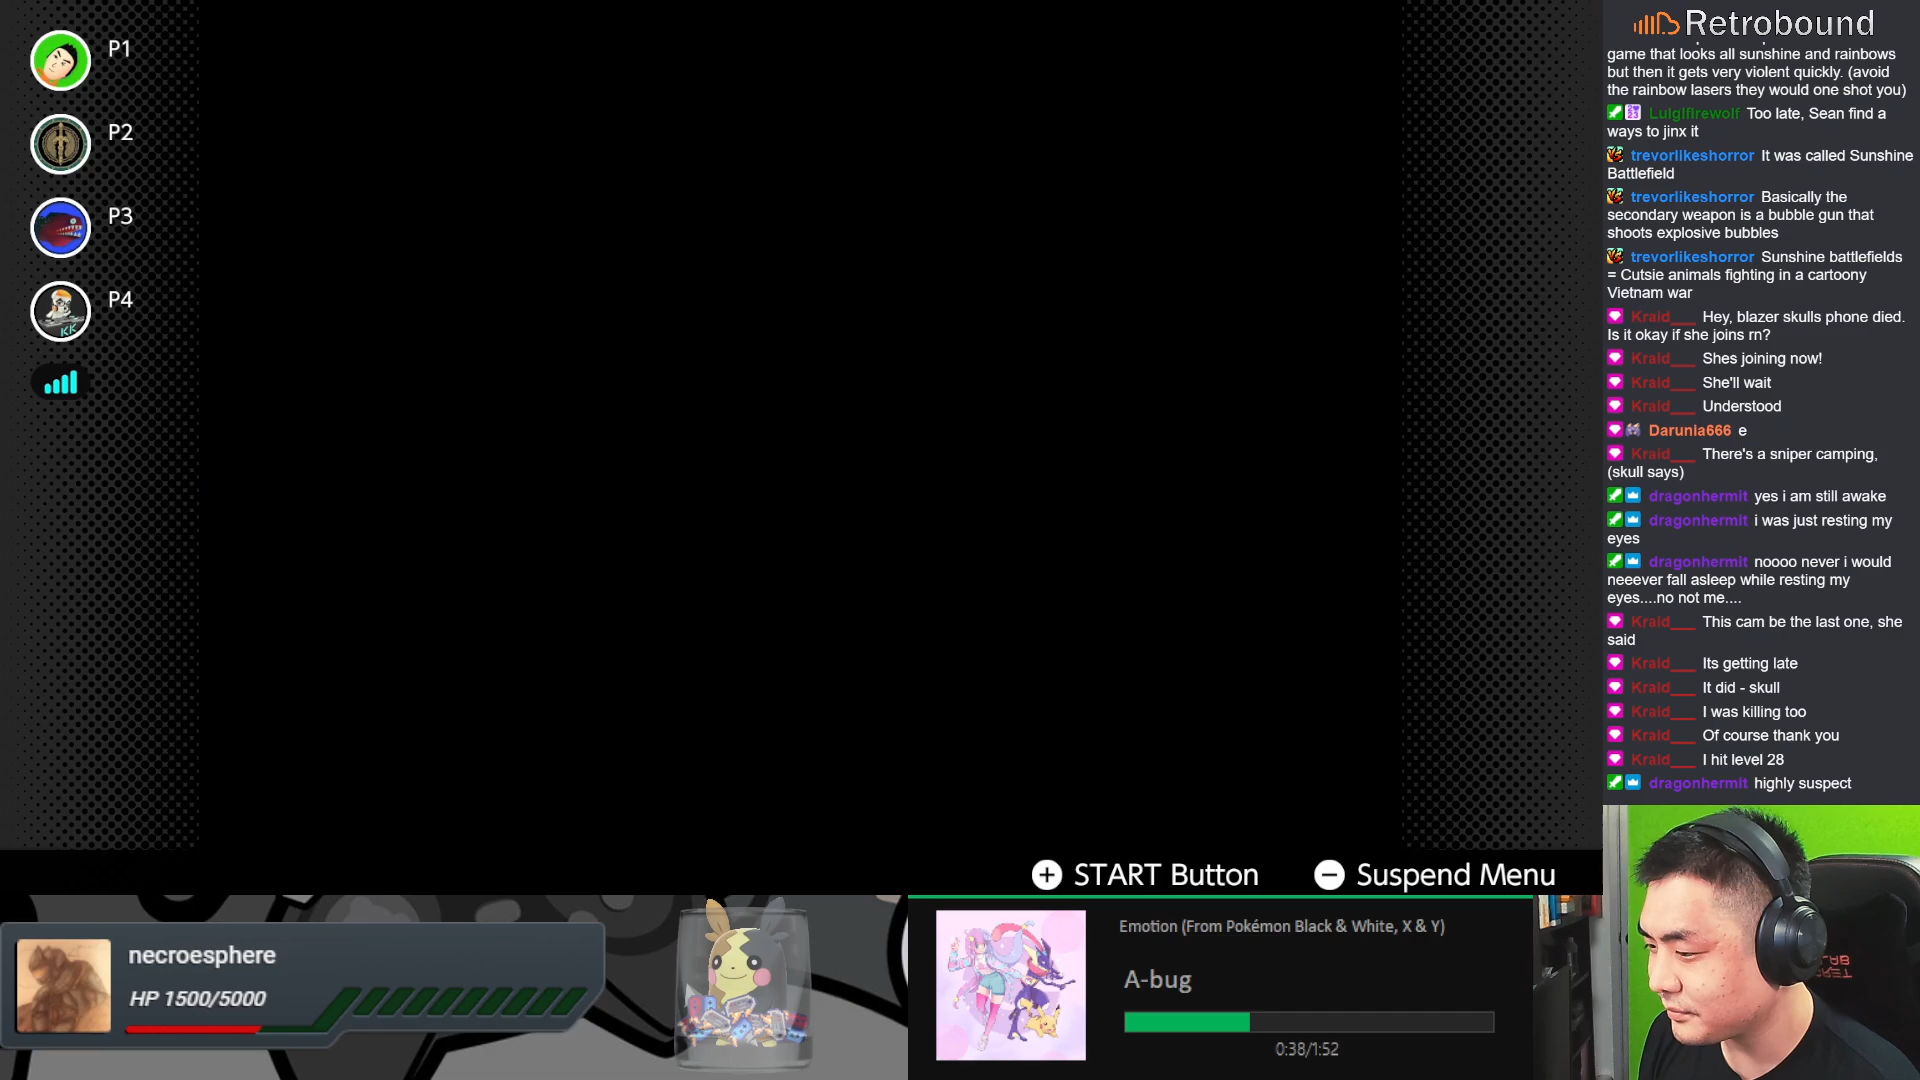 P1
P2
P3
P4
KK
START Button
Suspend Menu
Retrobound
game that looks all sunshine and rainbows
but then it gets very violent quickly. (avoid
the rainbow lasers they would one shot you)
Luigifirewolf Too late, Sean find a
ways to jinx it
trevorlikeshorror It was called Sunshine
Battlefield
trevorlikeshorror Basically the
secondary weapon is a bubble gun that
shoots explosive bubbles
trevorlikeshorror Sunshine battlefields
= Cutsie animals fighting in a cartoony
Vietnam war
Kraid___ Hey, blazer skulls phone died.
Is it okay if she joins rn?
Kraid___ Shes joining now!
Kraid___ She'll wait
Kraid___ Understood
Darunia666 e
Kraid___ There's a sniper camping,
(skull says)
dragonhermit yes i am still awake
dragonhermit i was just resting my
eyes
dragonhermit noooo never i would
neeever fall asleep while resting my
eyes....no not me....
Kraid___ This cam be the last one, she
said
Kraid___ Its getting late
Kraid___ It did - skull
Kraid___ I was killing too
Kraid___ Of course thank you
Kraid___ I hit level 28
dragonhermit highly suspect
necroesphere
HP 1500/5000
Emotion (From Pokémon Black & White, X & Y)
A-bug
0:38/1:52